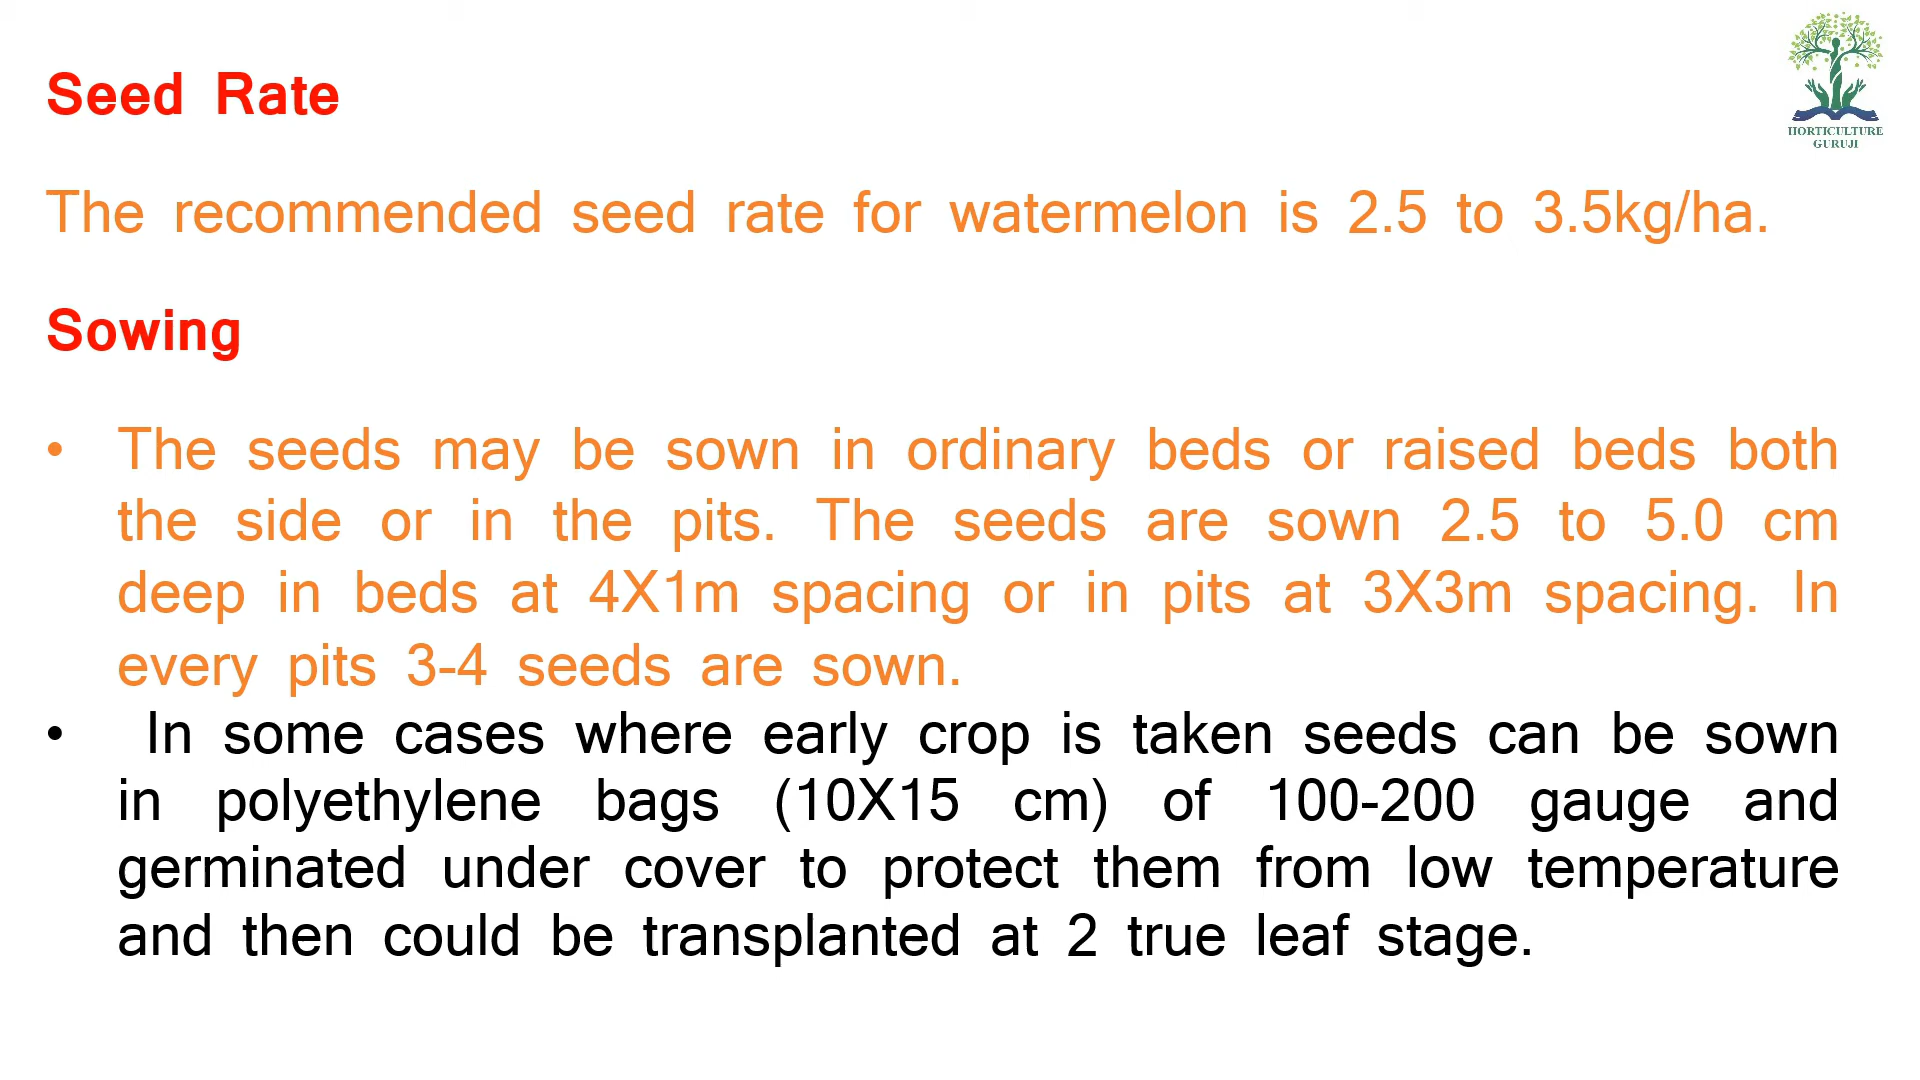 HORTICULTURE
GURUJI
Seed Rate
The recommended seed rate for watermelon is 2.5 to 3.5kg/ha.
Sowing
• The seeds may be sown in ordinary beds or raised beds both
the side or in the pits. The seeds are sown 2.5 to 5.0 cm
deep in beds at 4X1m spacing or in pits at 3X3m spacing. In
every pits 3-4 seeds are sown.
• In some cases where early crop is taken seeds can be sown
in polyethylene bags (10X15 cm) of 100-200 gauge and
germinated under cover to protect them from low temperature
and then could be transplanted at 2 true leaf stage.